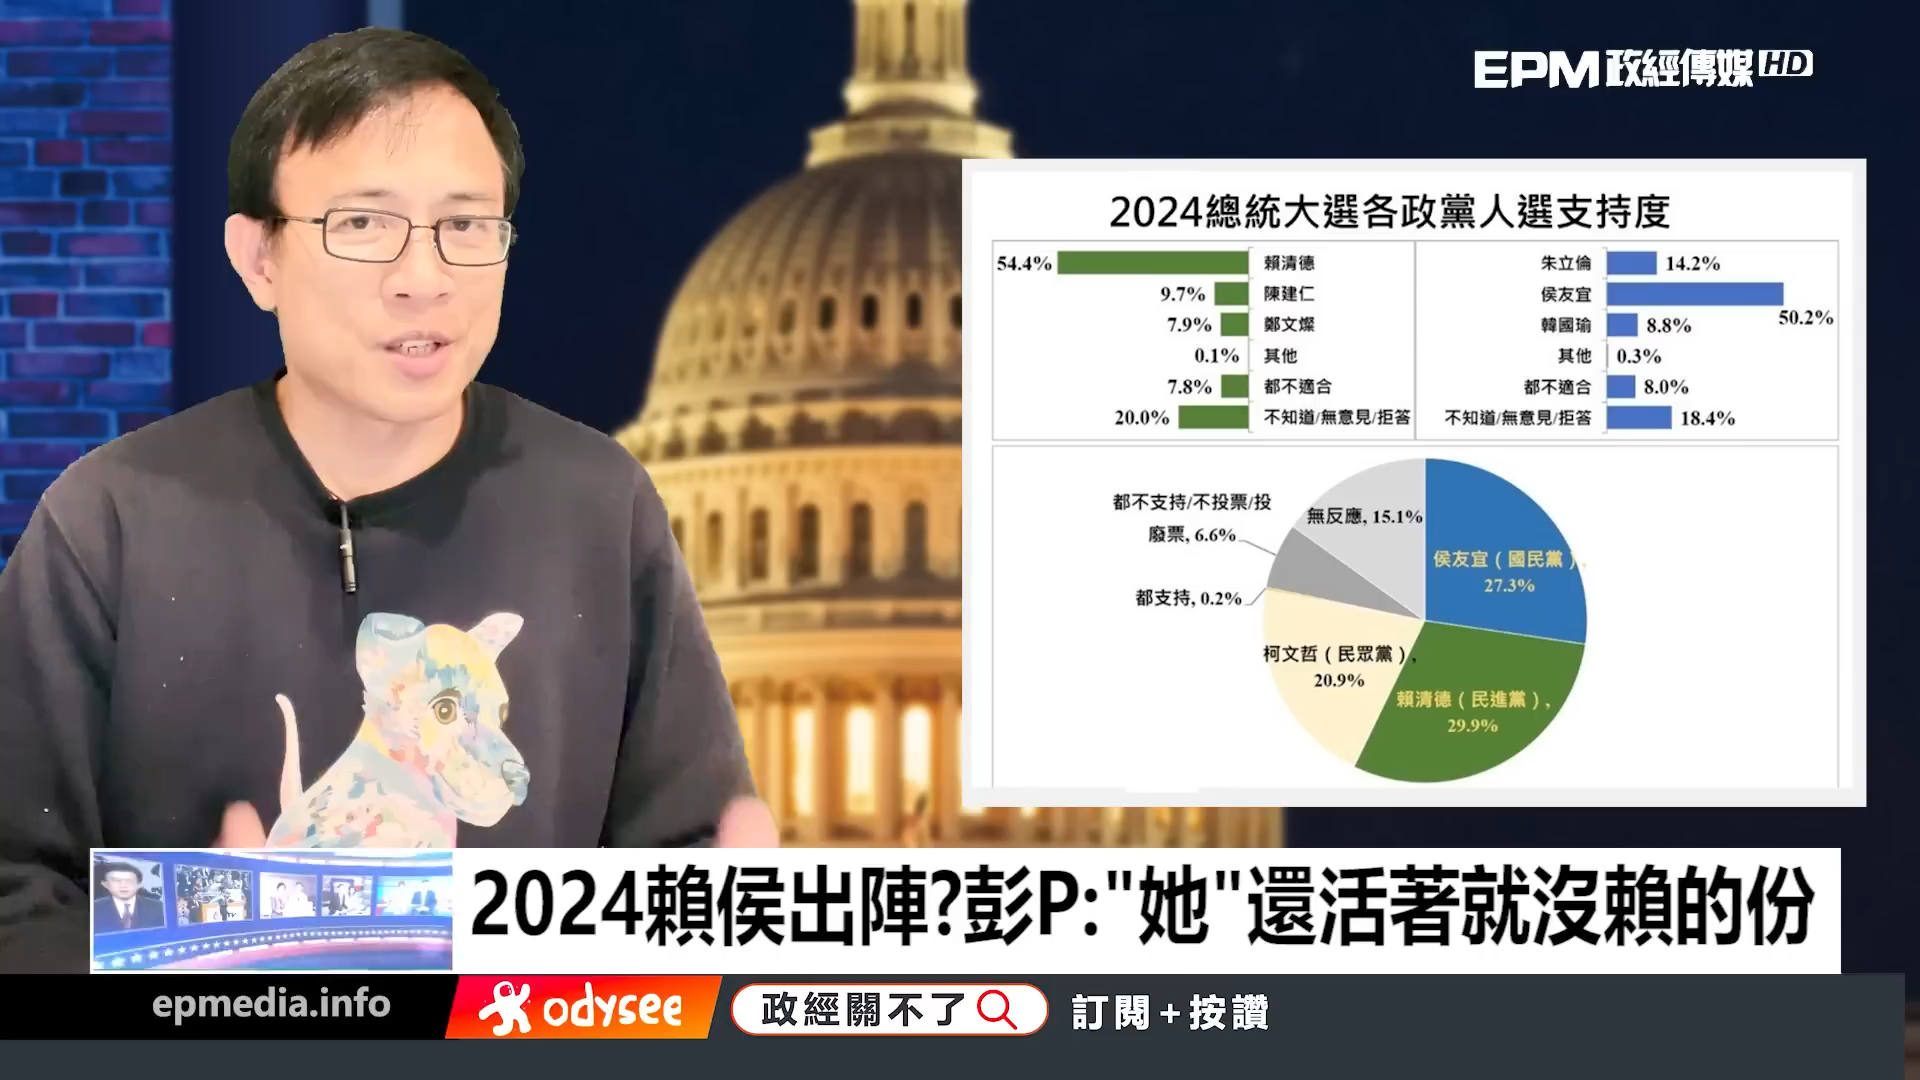 EPM政經傳媒HD
2024總統大選各政黨人選支持度
54.4% 賴清德
9.7% 陳建仁
7.9% 鄭文燦
0.1% 其他
7.8% 都不適合
20.0% 不知道/無意見/拒答
朱立倫 14.2%
侯友宜 50.2%
韓國瑜 8.8%
其他 0.3%
都不適合 8.0%
不知道/無意見/拒答 18.4%
都不支持/不投票/投
廢票, 6.6%
無反應, 15.1%
侯友宜（國民黨）,
27.3%
都支持, 0.2%
柯文哲（民眾黨）,
20.9%
賴清德（民進黨）,
29.9%
2024賴侯出陣?彭P:"她"還活著就沒賴的份
epmedia.info
odysee
政經關不了
訂閱+按讚